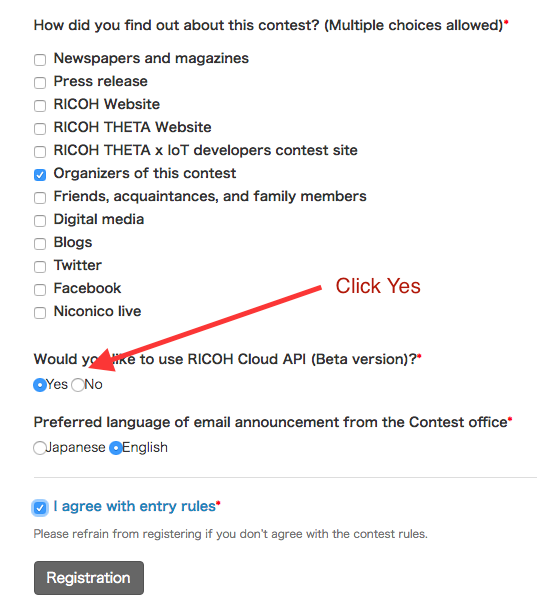 How did you find out about this contest? (Multiple choices allowed)*
Newspapers and magazines
Press release
RICOH Website
RICOH THETA Website
RICOH THETA x IoT developers contest site
Organizers of this contest
Friends, acquaintances, and family members
Digital media
Blogs
Twitter
Facebook
Niconico live
Click Yes
Would you like to use RICOH Cloud API (Beta version)?*
Yes No
Preferred language of email announcement from the Contest office*
Japanese English
I agree with entry rules*
Please refrain from registering if you don't agree with the contest rules.
Registration